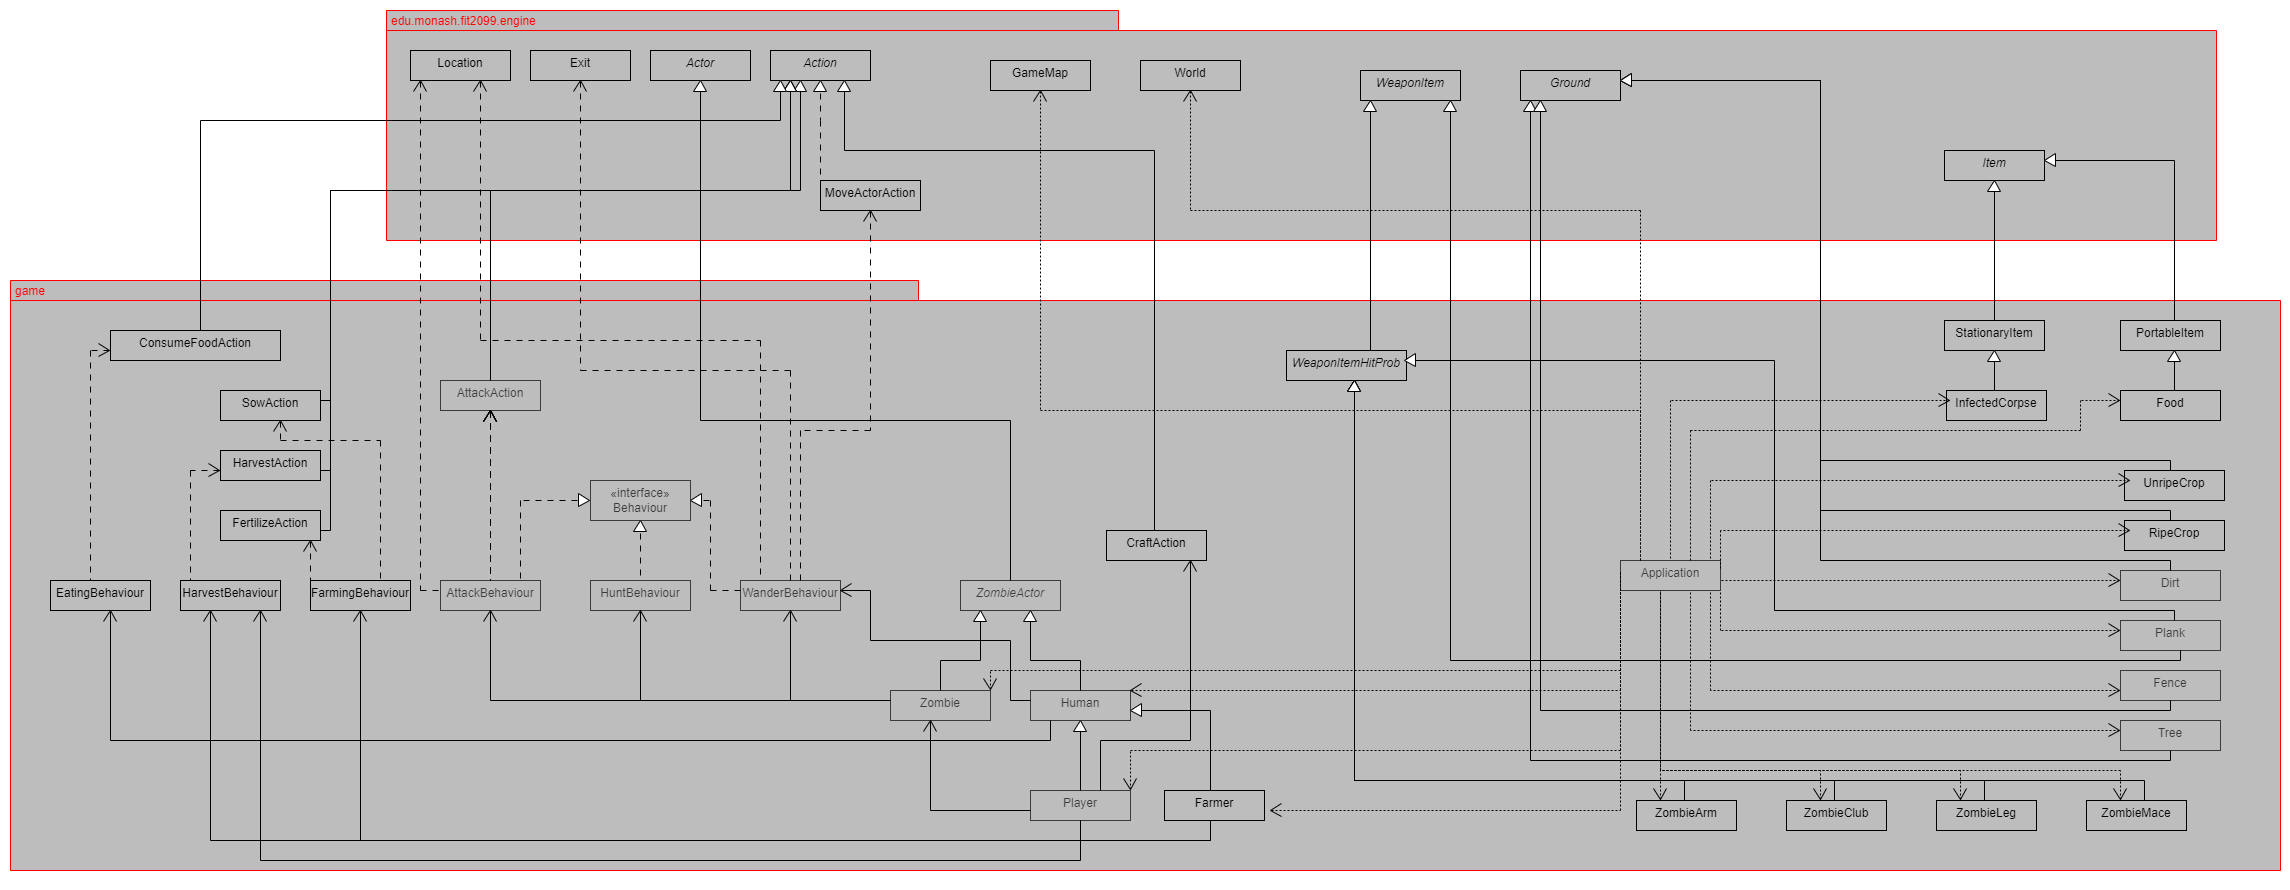 edu.monash.fit2099.engine
Location
Exit
Actor
Action
GameMap
World
WeaponItem
Ground
Item
MoveActorAction
game
ConsumeFoodAction
StationaryItem
PortableItem
WeaponItemHitProb
AttackAction
SowAction
InfectedCorpse
Food
HarvestAction
UnripeCrop
«interface»
Behaviour
FertilizeAction
RipeCrop
CraftAction
Application
Dirt
EatingBehaviour
HarvestBehaviour
FarmingBehaviour
AttackBehaviour
HuntBehaviour
WanderBehaviour
ZombieActor
Plank
Fence
Zombie
Human
Tree
Player
Farmer
ZombieArm
ZombieClub
ZombieLeg
ZombieMace